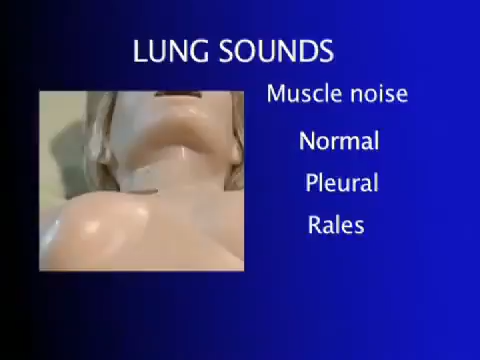 LUNG SOUNDS
Muscle noise
Normal
Pleural
Rales